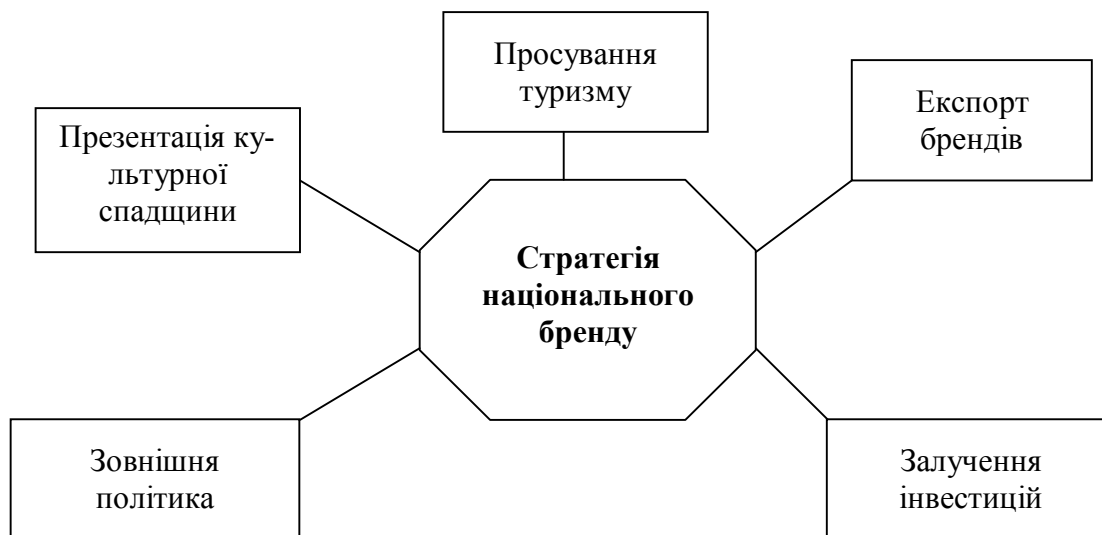 Просування
туризму
Експорт
брендів
Презентація ку-
льтурної
спадщини
Стратегія
національного
бренду
Зовнішня
політика
Залучення
інвестицій